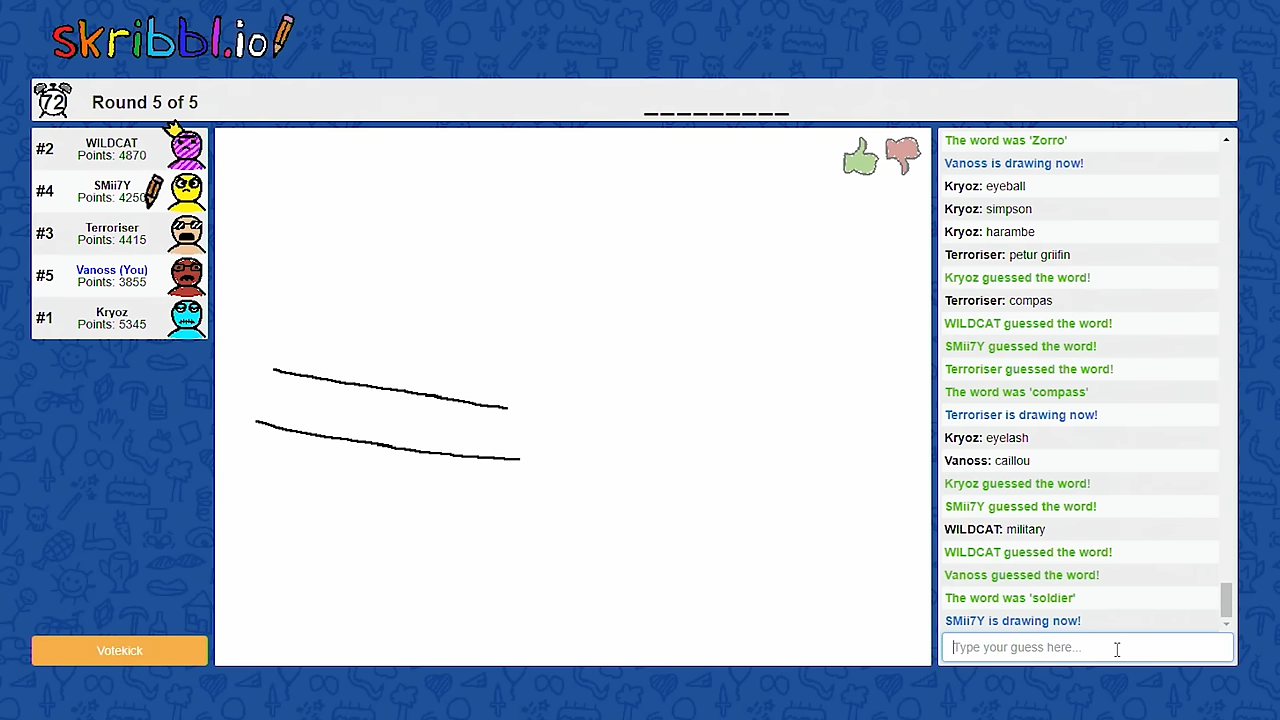 skribbl.io
72
Round 5 of 5
_________
#2
WILDCAT
Points: 4870
#4
SMii7Y
Points: 4250
#3
Terroriser
Points: 4415
#5
Vanoss (You)
Points: 3855
#1
Kryoz
Points: 5345
Votekick
The word was 'Zorro'
Vanoss is drawing now!
Kryoz: eyeball
Kryoz: simpson
Kryoz: harambe
Terroriser: petur griifin
Kryoz guessed the word!
Terroriser: compas
WILDCAT guessed the word!
SMii7Y guessed the word!
Terroriser guessed the word!
The word was 'compass'
Terroriser is drawing now!
Kryoz: eyelash
Vanoss: caillou
Kryoz guessed the word!
SMii7Y guessed the word!
WILDCAT: military
WILDCAT guessed the word!
Vanoss guessed the word!
The word was 'soldier'
SMii7Y is drawing now!
Type your guess here...